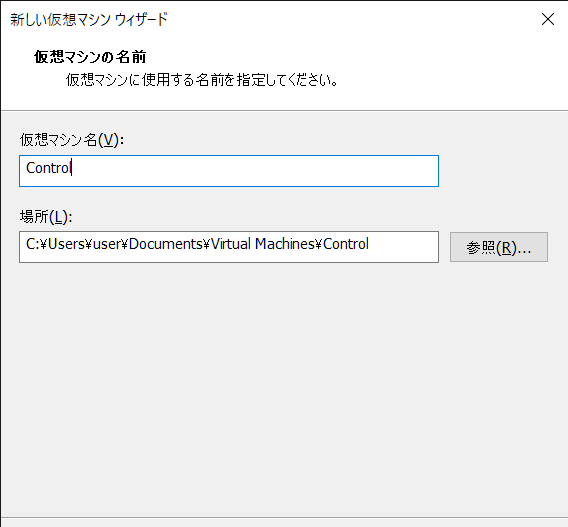 新しい仮想マシン ウィザード
仮想マシンの名前
仮想マシンに使用する名前を指定してください。
仮想マシン名(V):
Control
場所(L):
C:¥Users¥user¥Documents¥Virtual Machines¥Control
参照(R)...